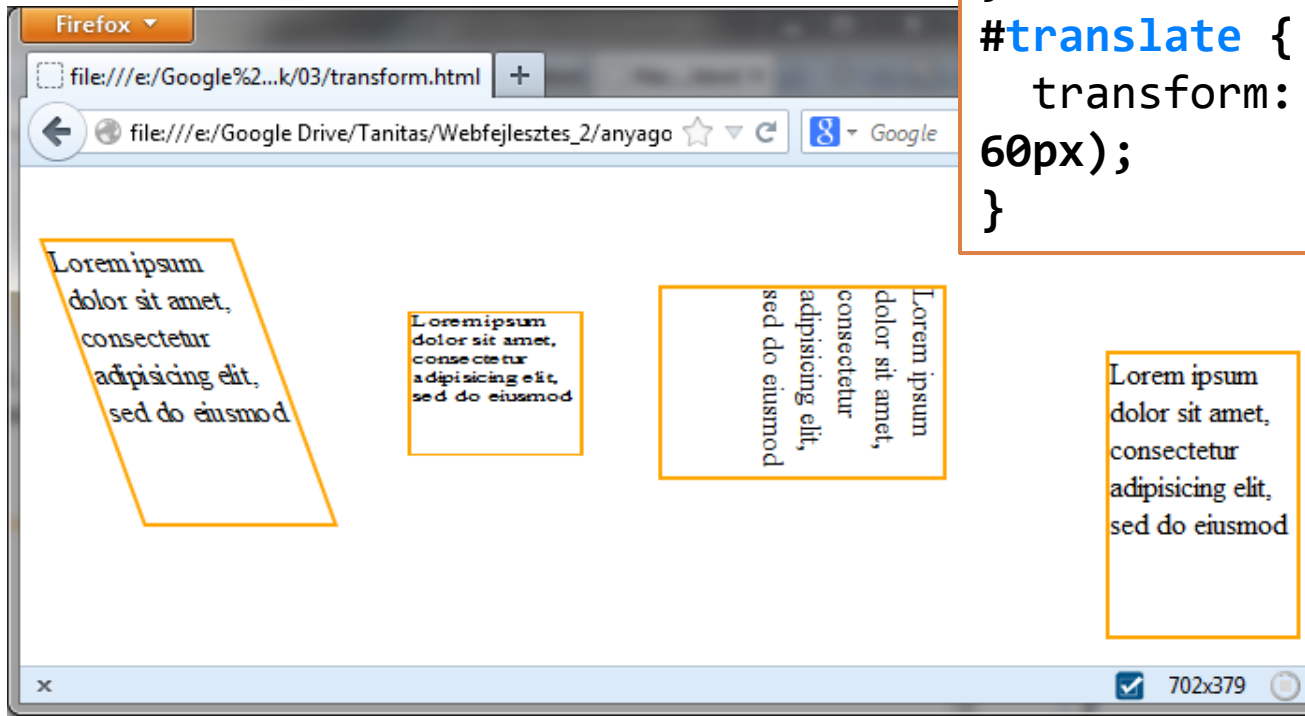 Firefox
file:///e:/Google%2...k/03/transform.html +
file:///e:/Google Drive/Tanitas/Webfejlesztes_2/anyago
8 Google
}
#translate {
transform:
60px);
}
Lorem ipsum
dolor sit amet,
consectetur
adipisicing elit,
sed do eiusmod
Lorem ipsum
dolor sit amet,
consectetur
adipisicing elit,
sed do eiusmod
Lorem ipsum
dolor sit amet,
consectetur
adipisicing elit,
sed do eiusmod
Lorem ipsum
dolor sit amet,
consectetur
adipisicing elit,
sed do eiusmod
x
702x379